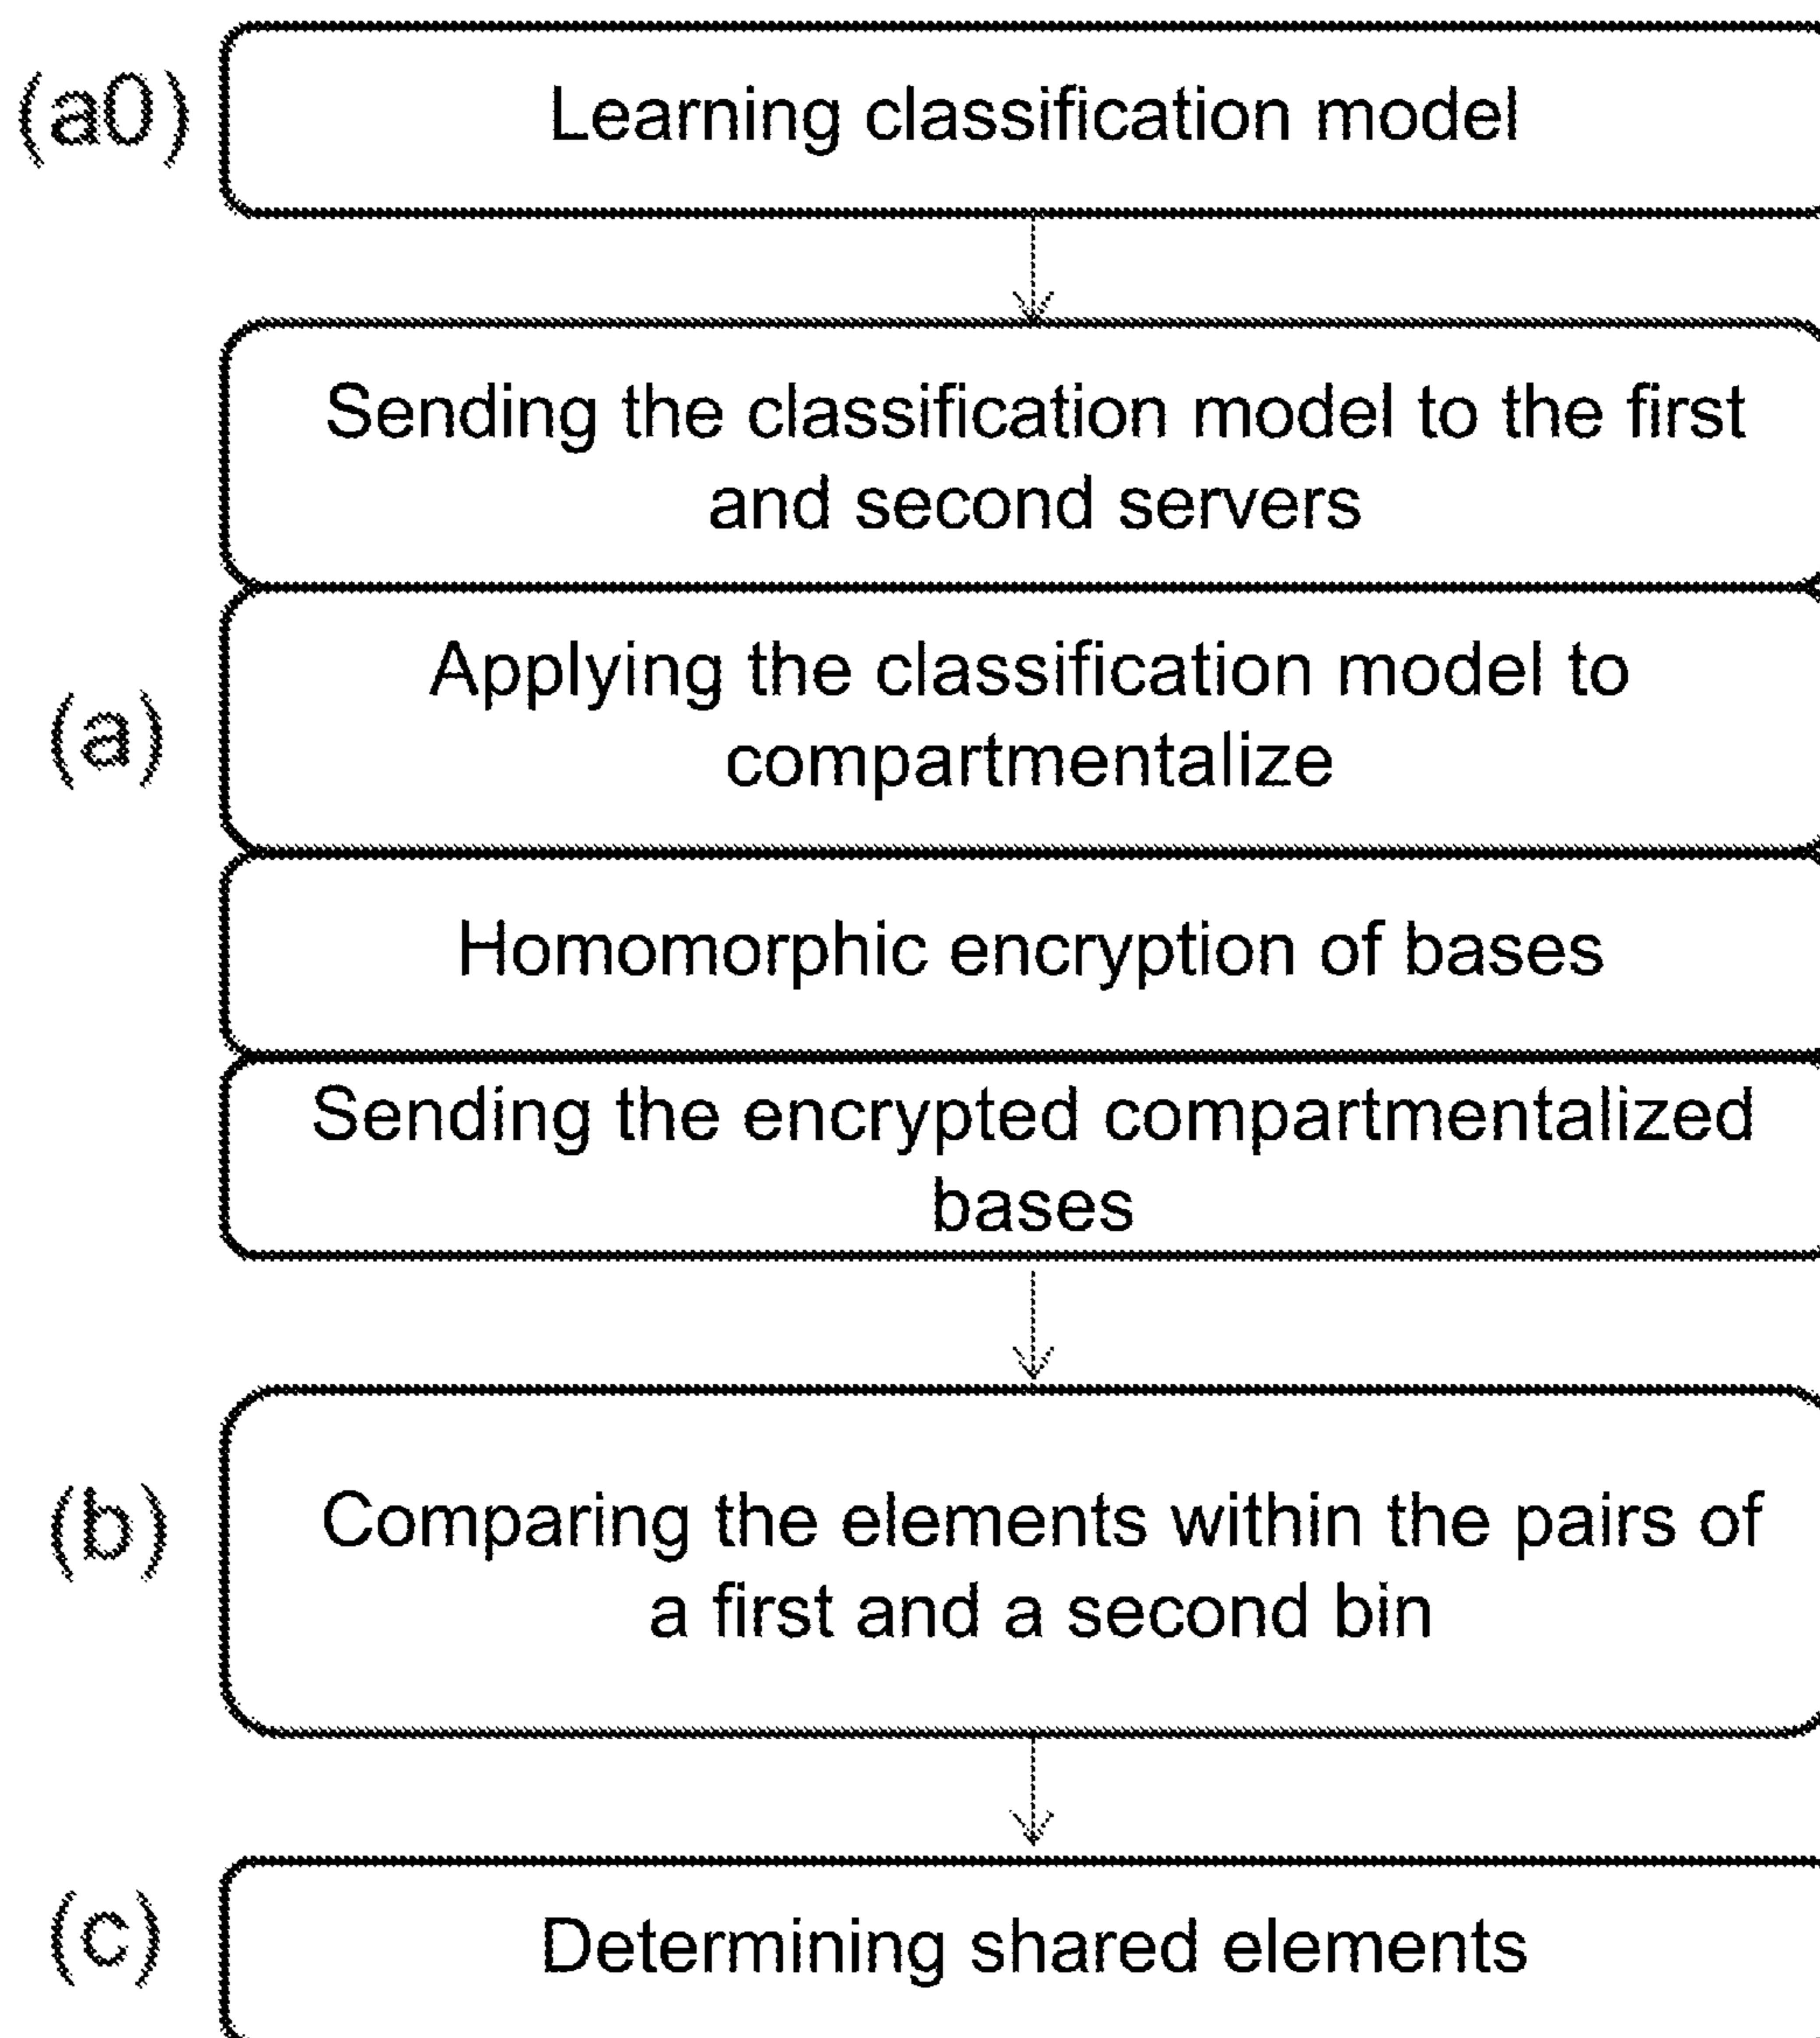 (a0)
Learning classification model
Sending the classification model to the first
and second servers
(a)
Applying the classification model to
compartmentalize
Homomorphic encryption of bases
Sending the encrypted compartmentalized
bases
(b)
Comparing the elements within the pairs of
a first and a second bin
(c)
Determining shared elements